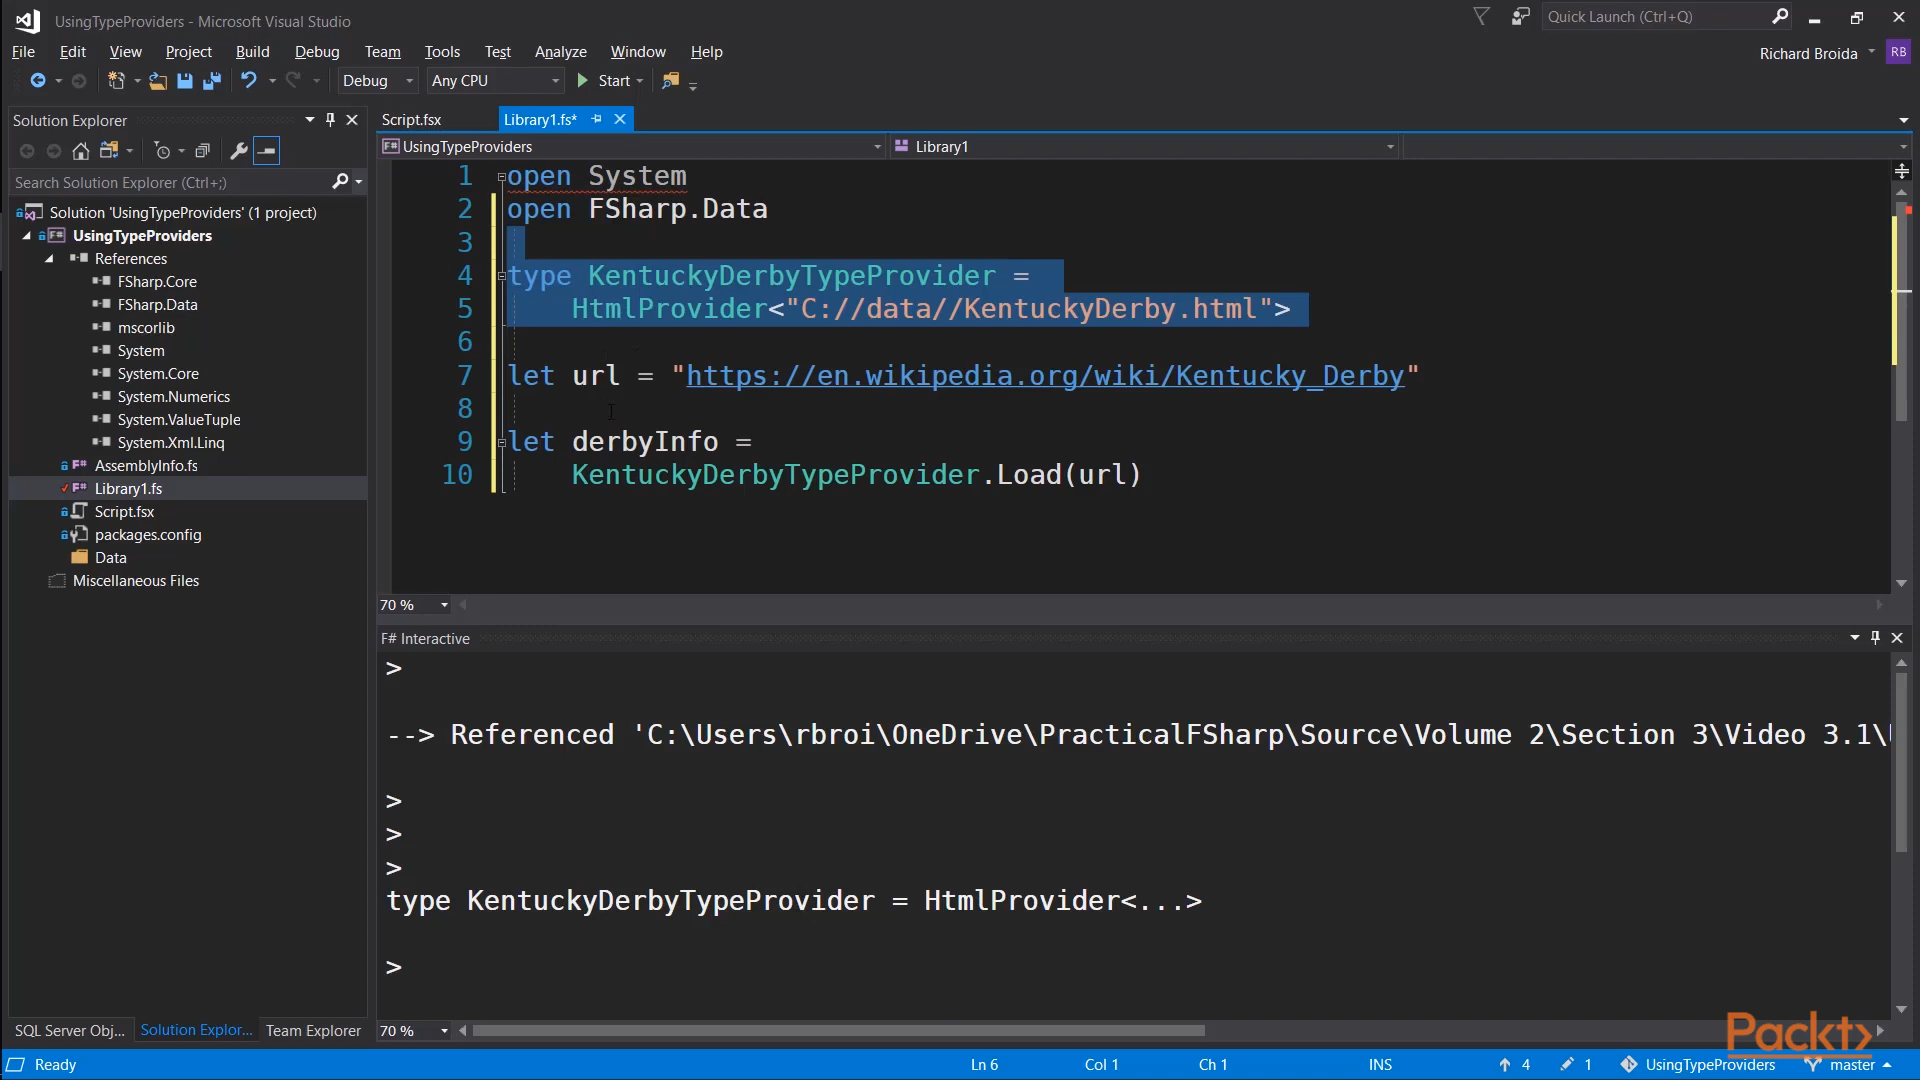 UsingTypeProviders - Microsoft Visual Studio
Quick Launch (Ctrl+Q)
File Edit View Project Build Debug Team Tools Test Analyze Window Help
Richard Broida RB
Debug Any CPU Start
Solution Explorer
Script.fsx Library1.fs*
UsingTypeProviders Library1
Search Solution Explorer (Ctrl+;)
Solution 'UsingTypeProviders' (1 project)
UsingTypeProviders
References
FSharp.Core
FSharp.Data
mscorlib
System
System.Core
System.Numerics
System.ValueTuple
System.Xml.Linq
AssemblyInfo.fs
Library1.fs
Script.fsx
packages.config
Data
Miscellaneous Files
1 open System
2 open FSharp.Data
3
4 type KentuckyDerbyTypeProvider =
5 HtmlProvider<"C://data//KentuckyDerby.html">
6
7 let url = "https://en.wikipedia.org/wiki/Kentucky_Derby"
8
9 let derbyInfo =
10 KentuckyDerbyTypeProvider.Load(url)
70 %
F# Interactive
>
--> Referenced 'C:\Users\rbroi\OneDrive\PracticalFSharp\Source\Volume 2\Section 3\Video 3.1\
>
>
>
type KentuckyDerbyTypeProvider = HtmlProvider<...>
>
70 %
SQL Server Obj... Solution Explor... Team Explorer
Packt>
Ready Ln 6 Col 1 Ch 1 INS 4 1 UsingTypeProviders master